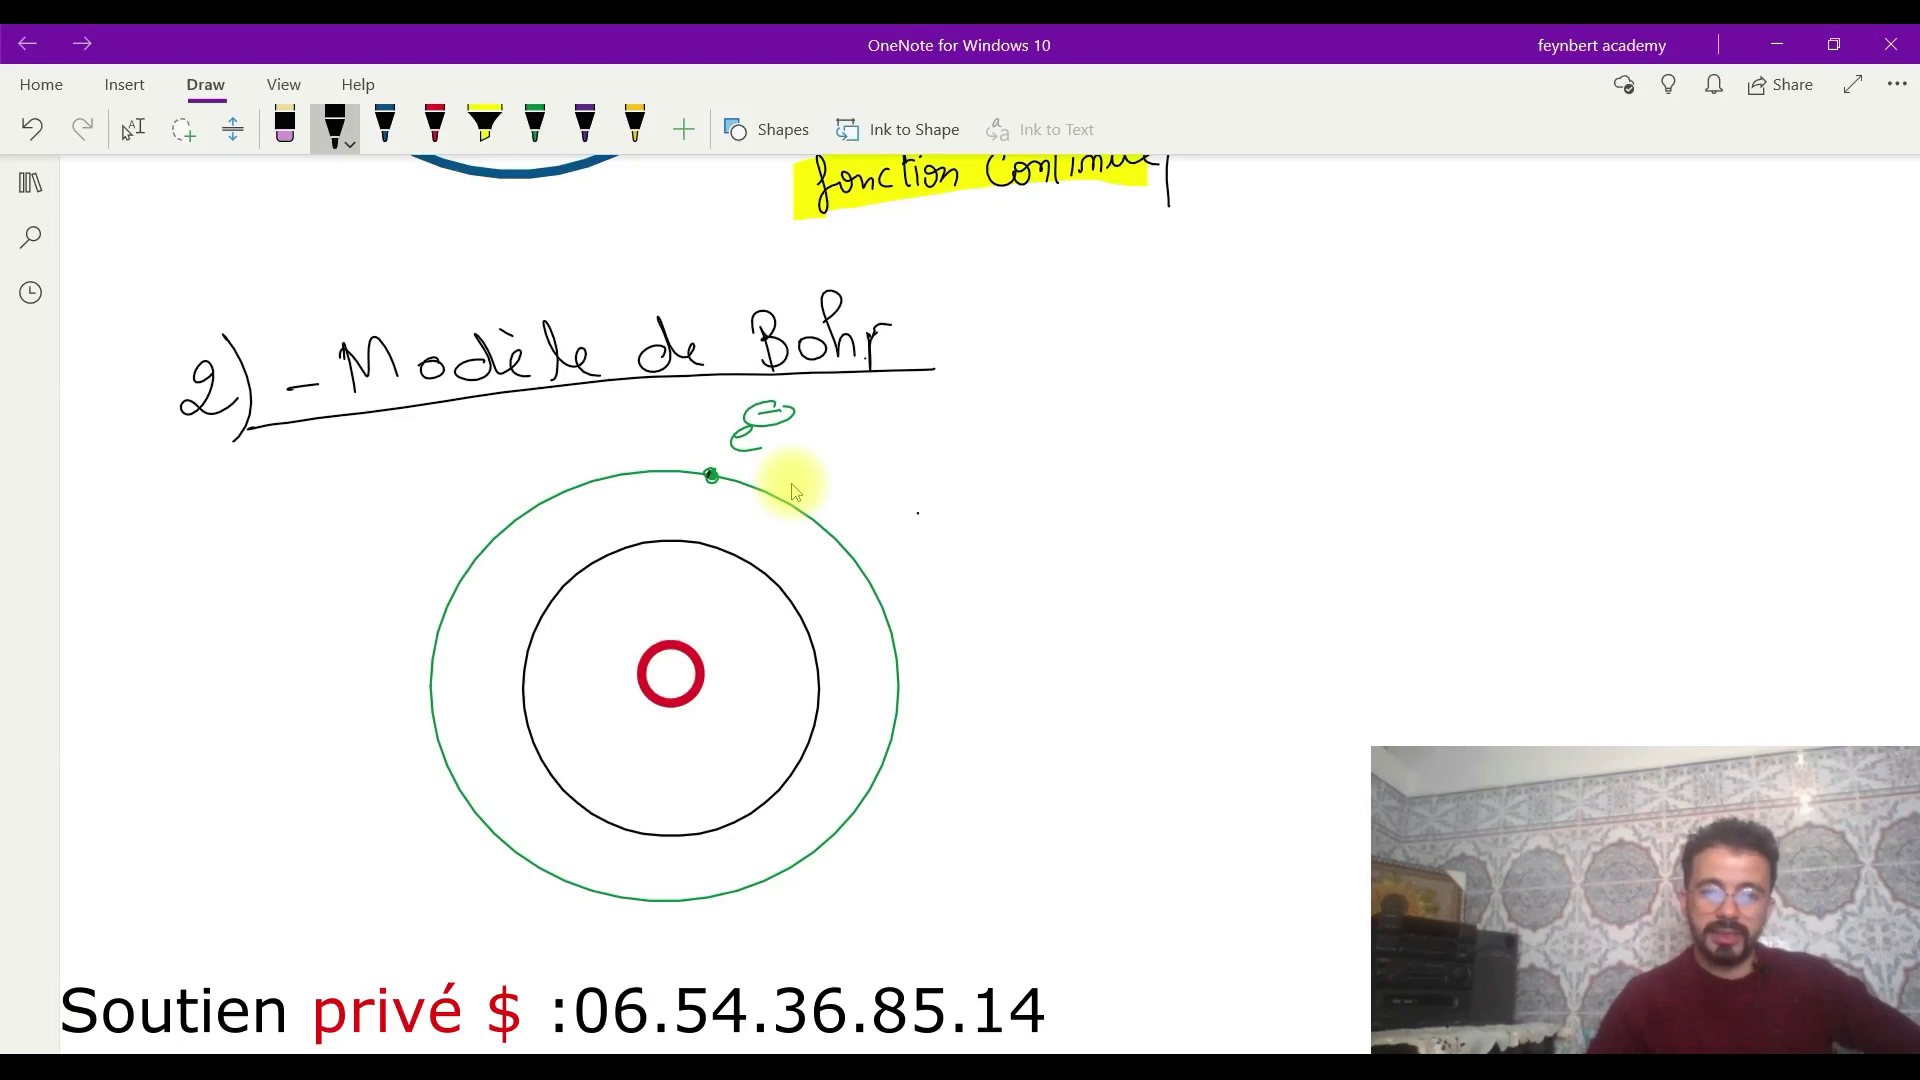 OneNote for Windows 10
feynbert academy
Home Insert Draw View Help
Share
Shapes
Ink to Shape
Ink to Text
fonction Continue
2) - Modèle de Bohr
e-
Soutien privé $ :06.54.36.85.14